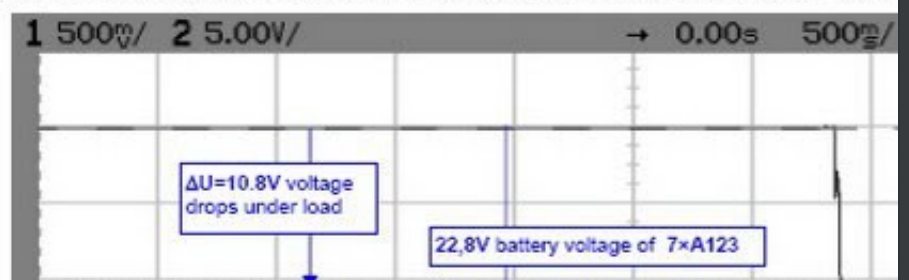 1 500mV/ 2 5.00V/ → 0.00s 500ms/
ΔU=10.8V voltage
drops under load
22,8V battery voltage of 7×A123